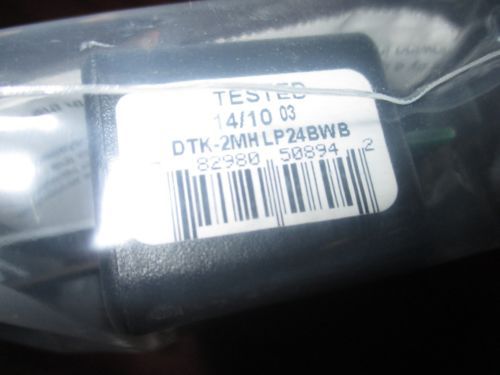 TESTED
14/10 03
DTK-2MHLP24BWB
82980 50894 2